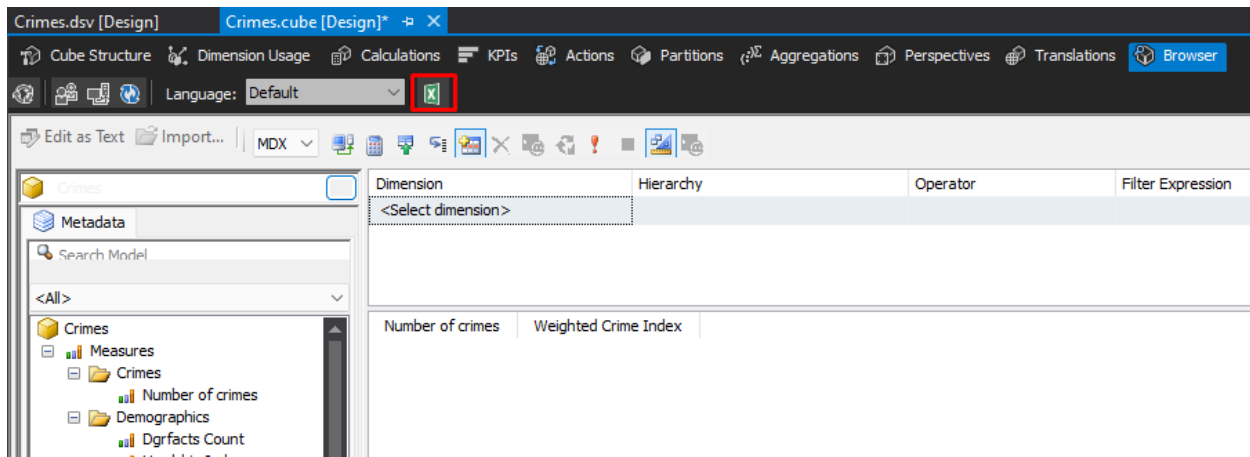 Crimes.dsv [Design] Crimes.cube [Design]*
Cube Structure Dimension Usage Calculations KPIs Actions Partitions Aggregations Perspectives Translations Browser
Language: Default
Edit as Text Import... MDX
Crimes
Dimension Hierarchy Operator Filter Expression
<Select dimension>
Metadata
Search Model
<All>
Number of crimes Weighted Crime Index
Crimes
Measures
Crimes
Number of crimes
Demographics
Dgrfacts Count